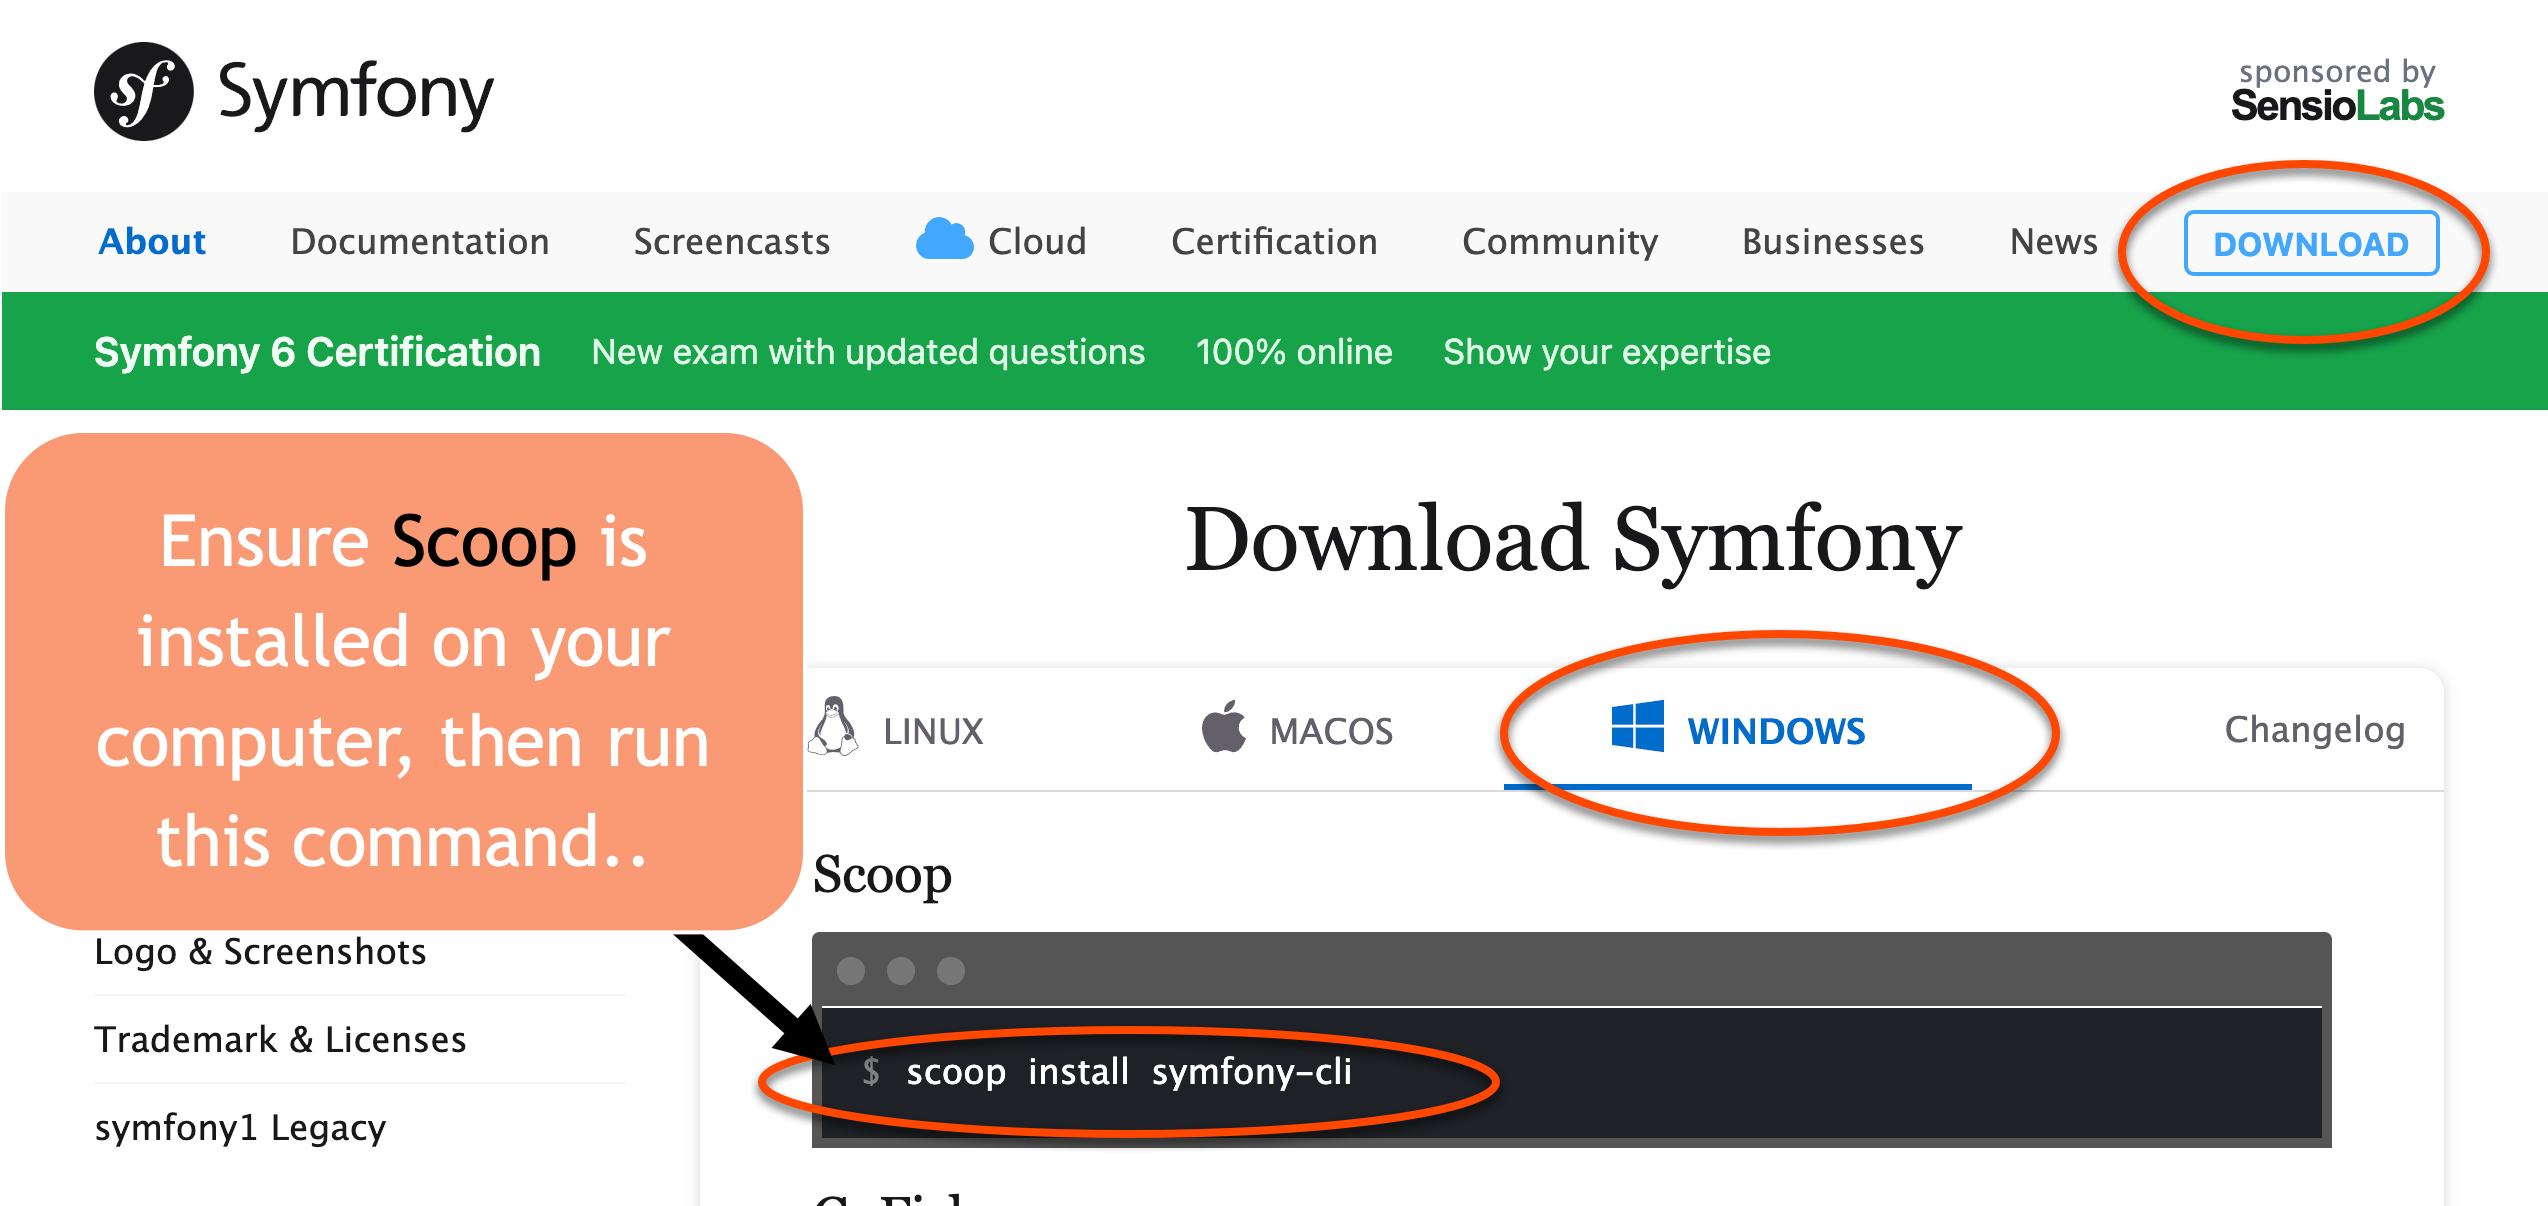 sf Symfony
sponsored by
SensioLabs
About Documentation Screencasts Cloud Certification Community Businesses News DOWNLOAD
Symfony 6 Certification New exam with updated questions 100% online Show your expertise
Ensure Scoop is
installed on your
computer, then run
this command..
Download Symfony
LINUX MACOS WINDOWS Changelog
Scoop
$ scoop install symfony-cli
Logo & Screenshots
Trademark & Licenses
symfony1 Legacy